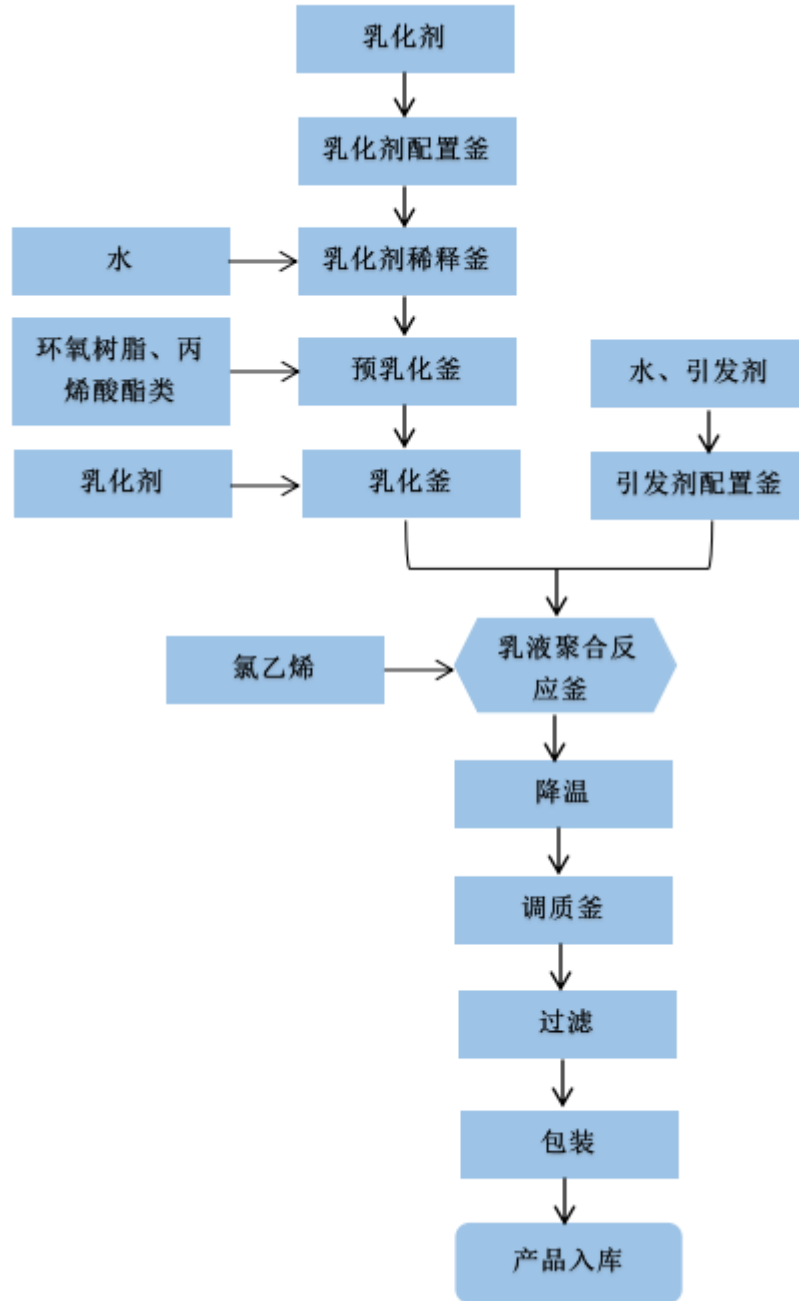 乳化剂
乳化剂配置釜
水
乳化剂稀释釜
环氧树脂、丙
烯酸酯类
预乳化釜
水、引发剂
乳化剂
乳化釜
引发剂配置釜
氯乙烯
乳液聚合反
应釜
降温
调质釜
过滤
包装
产品入库